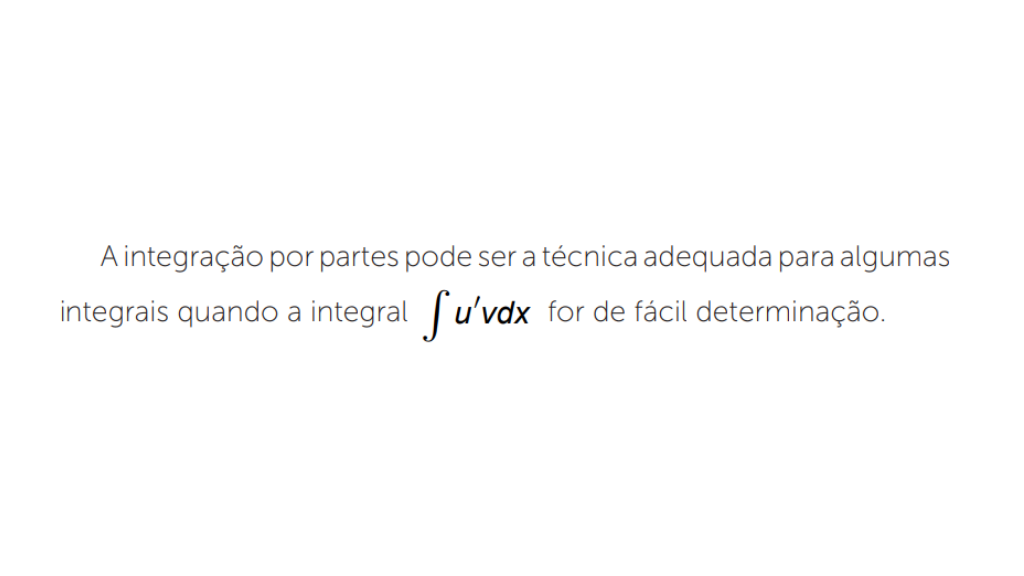 A integração por partes pode ser a técnica adequada para algumas
integrais quando a integral ∫u'vdx for de fácil determinação.